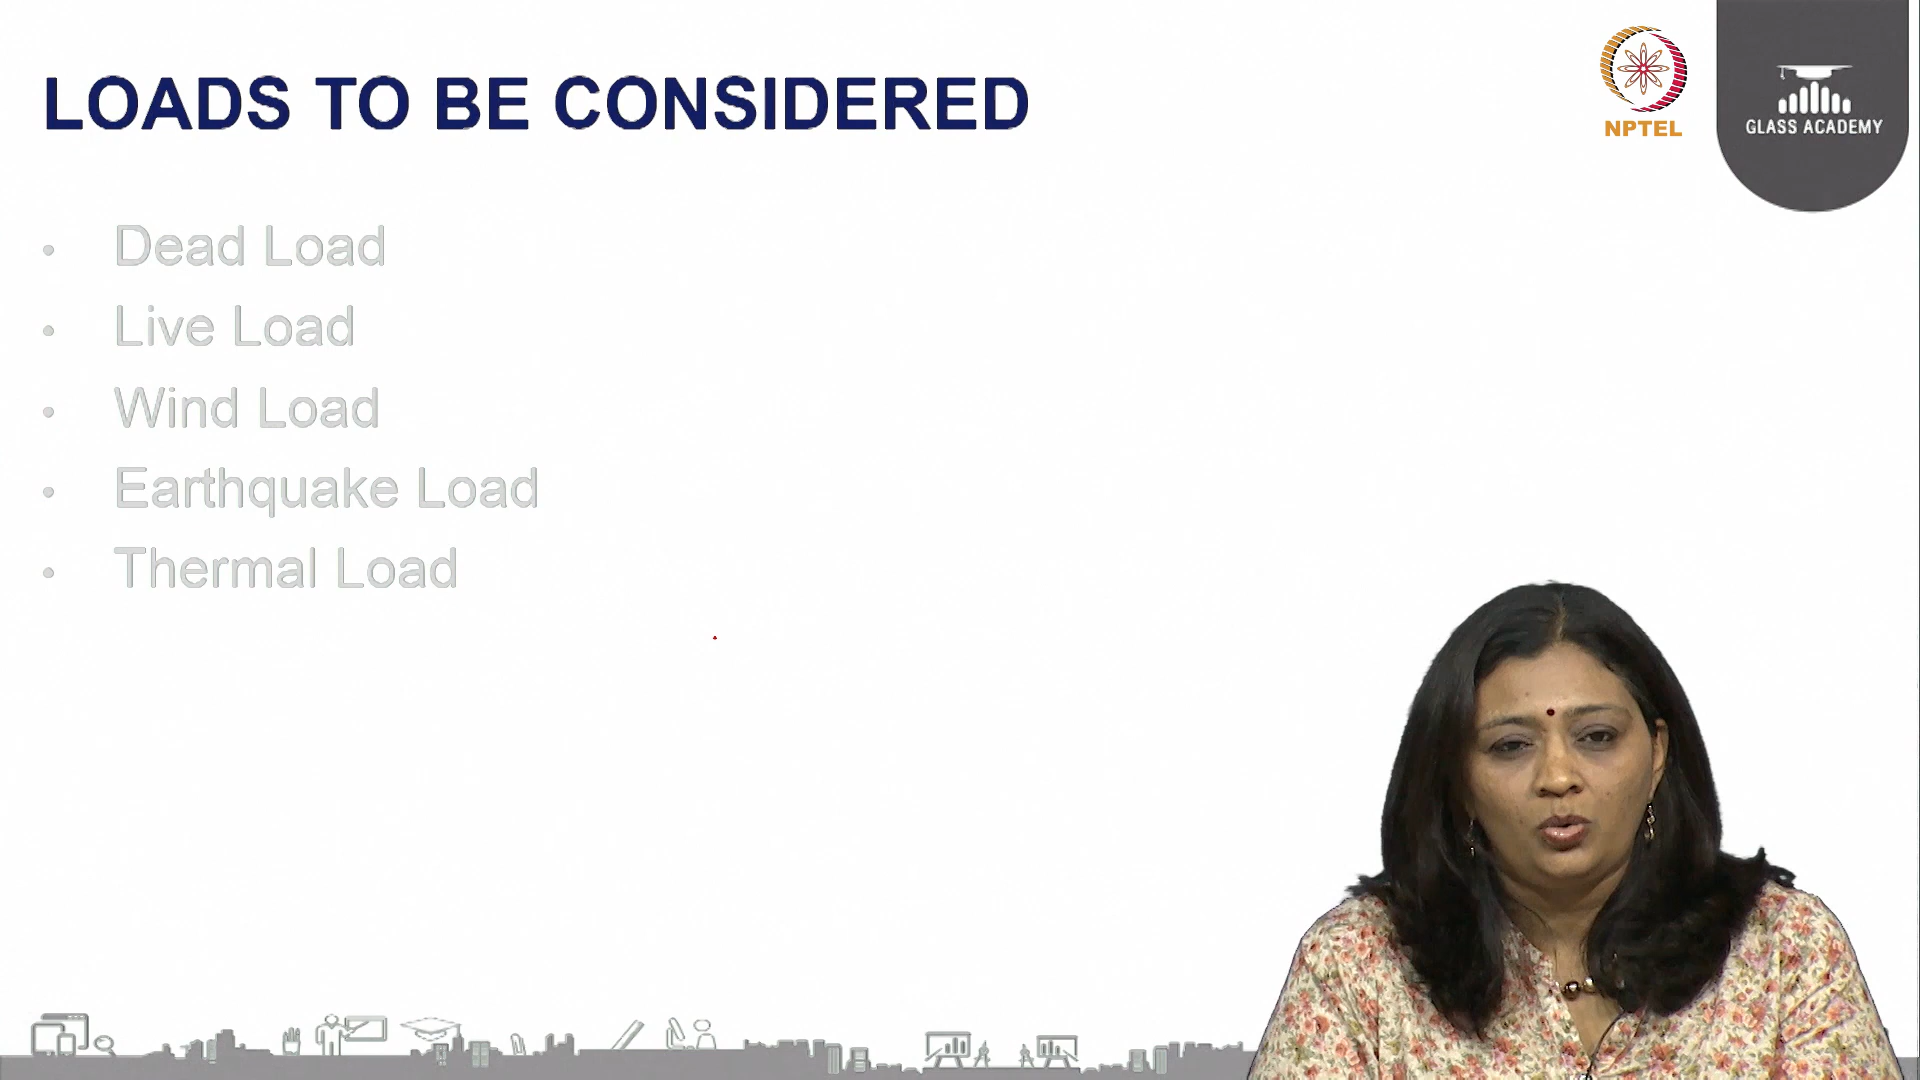 LOADS TO BE CONSIDERED
NPTEL
GLASS ACADEMY
• Dead Load
• Live Load
• Wind Load
• Earthquake Load
• Thermal Load